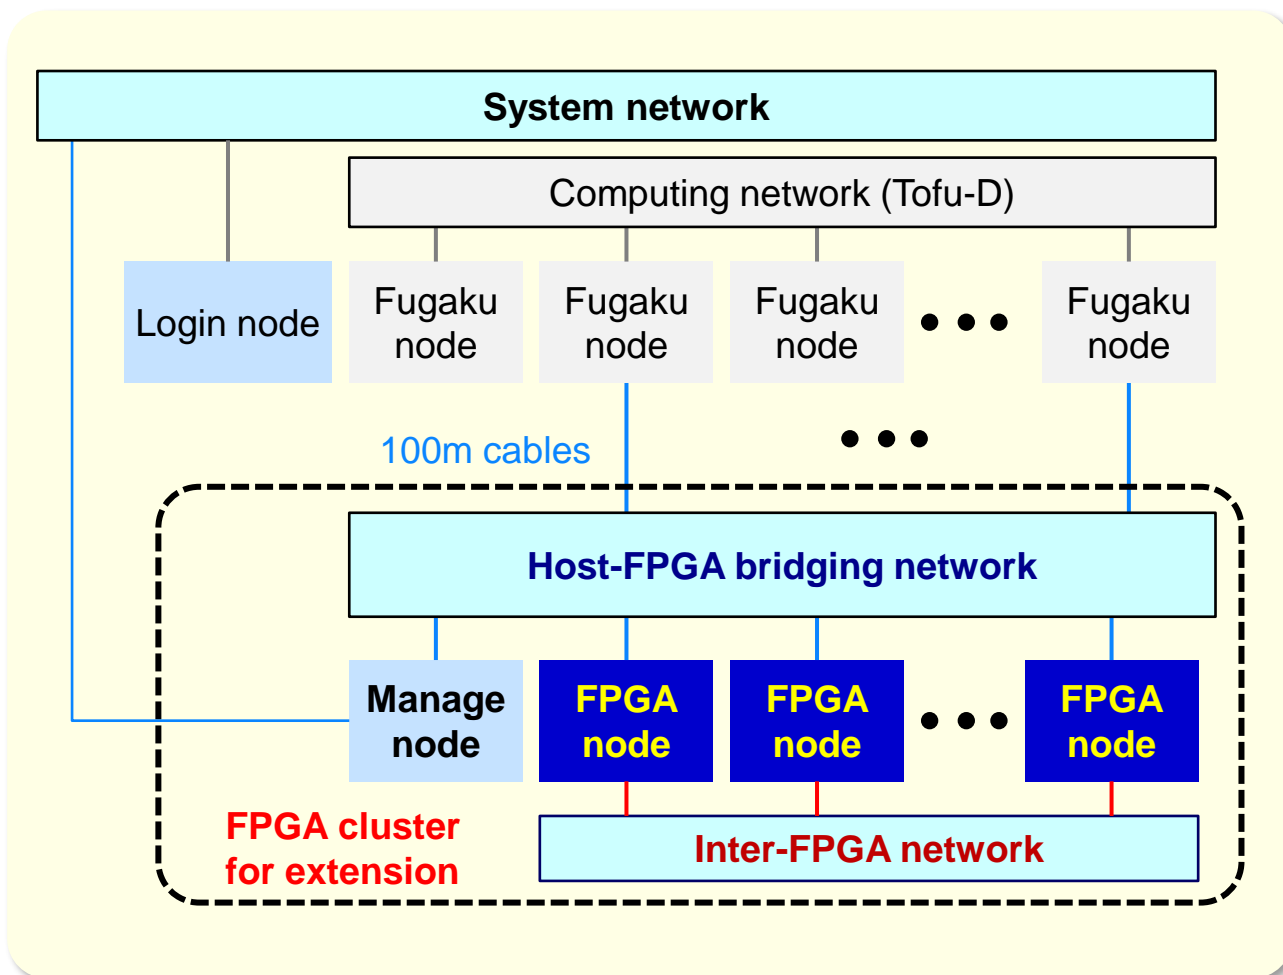 System network
Computing network (Tofu-D)
Login node
Fugaku
node
Fugaku
node
Fugaku
node
Fugaku
node
100m cables
Host-FPGA bridging network
Manage
node
FPGA
node
FPGA
node
FPGA
node
FPGA cluster
for extension
Inter-FPGA network